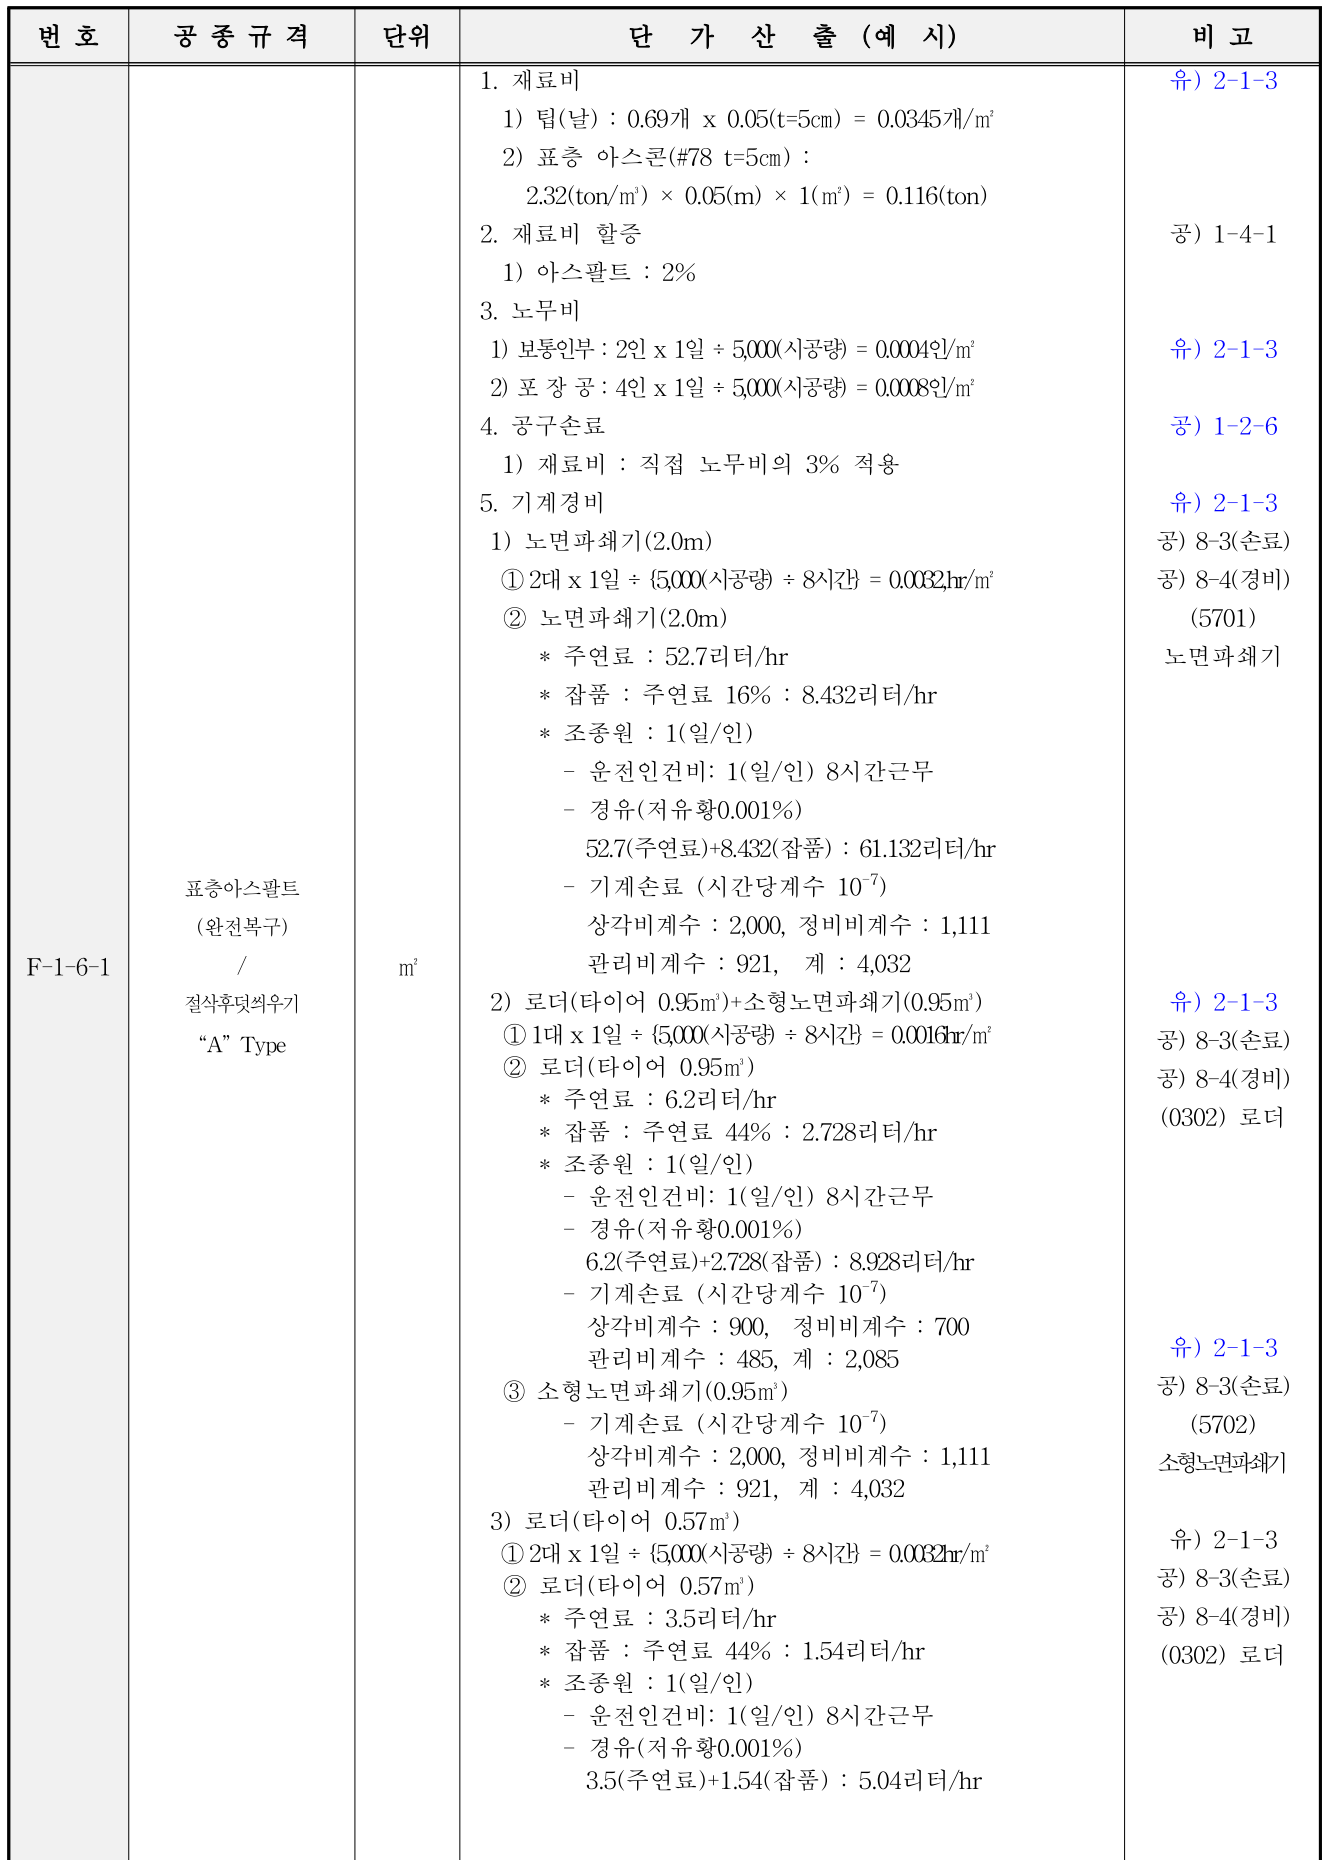 번 호 공 종 규 격 단위 단 가 산 출 (예 시) 비 고
F-1-6-1
표층아스팔트
(완전복구)
/
절삭후덧씌우기
“A” Type
㎡
1. 재료비
1) 팁(날) : 0.69개 x 0.05(t=5㎝) = 0.0345개/㎡
2) 표층 아스콘(#78 t=5㎝) :
2.32(ton/㎥) × 0.05(m) × 1(㎡) = 0.116(ton)
2. 재료비 할증
1) 아스팔트 : 2%
3. 노무비
1) 보통인부 : 2인 x 1일 ÷ 5,000(시공량) = 0.0004인/㎡
2) 포 장 공 : 4인 x 1일 ÷ 5,000(시공량) = 0.0008인/㎡
4. 공구손료
1) 재료비 : 직접 노무비의 3% 적용
5. 기계경비
1) 노면파쇄기(2.0m)
① 2대 x 1일 ÷ {5,000(시공량) ÷ 8시간} = 0.0032,hr/㎡
② 노면파쇄기(2.0m)
* 주연료 : 52.7리터/hr
* 잡품 : 주연료 16% : 8.432리터/hr
* 조종원 : 1(일/인)
- 운전인건비: 1(일/인) 8시간근무
- 경유(저유황0.001%)
52.7(주연료)+8.432(잡품) : 61.132리터/hr
- 기계손료 (시간당계수 10⁻⁷)
상각비계수 : 2,000, 정비비계수 : 1,111
관리비계수 : 921, 계 : 4,032
2) 로더(타이어 0.95㎥)+소형노면파쇄기(0.95㎥)
① 1대 x 1일 ÷ {5,000(시공량) ÷ 8시간} = 0.0016hr/㎡
② 로더(타이어 0.95㎥)
* 주연료 : 6.2리터/hr
* 잡품 : 주연료 44% : 2.728리터/hr
* 조종원 : 1(일/인)
- 운전인건비: 1(일/인) 8시간근무
- 경유(저유황0.001%)
6.2(주연료)+2.728(잡품) : 8.928리터/hr
- 기계손료 (시간당계수 10⁻⁷)
상각비계수 : 900, 정비비계수 : 700
관리비계수 : 485, 계 : 2,085
③ 소형노면파쇄기(0.95㎥)
- 기계손료 (시간당계수 10⁻⁷)
상각비계수 : 2,000, 정비비계수 : 1,111
관리비계수 : 921, 계 : 4,032
3) 로더(타이어 0.57㎥)
① 2대 x 1일 ÷ {5,000(시공량) ÷ 8시간} = 0.0032hr/㎡
② 로더(타이어 0.57㎥)
* 주연료 : 3.5리터/hr
* 잡품 : 주연료 44% : 1.54리터/hr
* 조종원 : 1(일/인)
- 운전인건비: 1(일/인) 8시간근무
- 경유(저유황0.001%)
3.5(주연료)+1.54(잡품) : 5.04리터/hr
유) 2-1-3
공) 1-4-1
유) 2-1-3
공) 1-2-6
유) 2-1-3
공) 8-3(손료)
공) 8-4(경비)
(5701)
노면파쇄기
유) 2-1-3
공) 8-3(손료)
공) 8-4(경비)
(0302) 로더
유) 2-1-3
공) 8-3(손료)
(5702)
소형노면파쇄기
유) 2-1-3
공) 8-3(손료)
공) 8-4(경비)
(0302) 로더